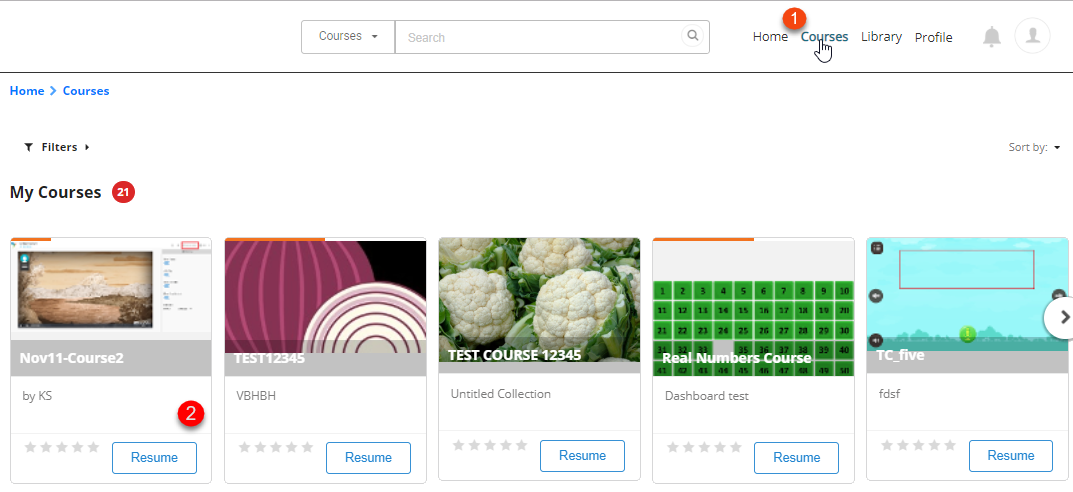 1
Courses
Search
Home
Courses
Library
Profile
Home > Courses
Filters
Sort by:
My Courses 21
Nov11-Course2
by KS
2
Resume
TEST12345
VBHBH
Resume
TEST COURSE 12345
Untitled Collection
Resume
1 2 3 4 5 6 7 8 9 10
11 12 13 14 15 16 17 18 19 20
21 22 23 24 25 26 27 28 29 30
31 32 33 35 36 37 38 39 40
41 42 43 44 45 46 47 48 49 50
Real Numbers Course
Dashboard test
Resume
TC_five
fdsf
Resume